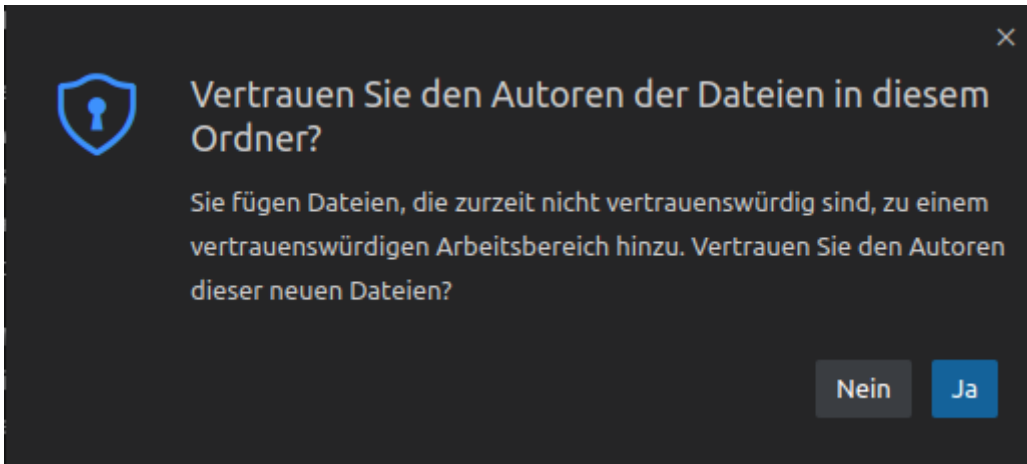 Vertrauen Sie den Autoren der Dateien in diesem
Ordner?
Sie fügen Dateien, die zurzeit nicht vertrauenswürdig sind, zu einem
vertrauenswürdigen Arbeitsbereich hinzu. Vertrauen Sie den Autoren
dieser neuen Dateien?
Nein Ja